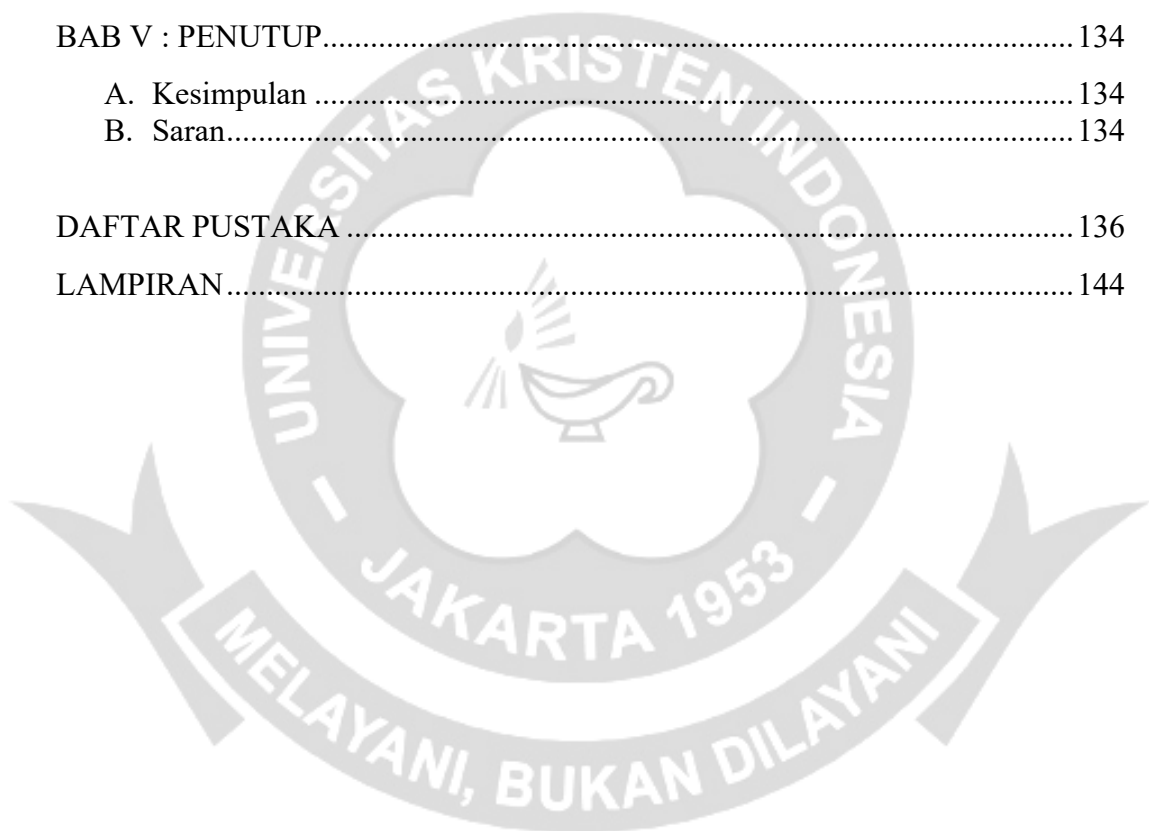 BAB V : PENUTUP................................................................................ 134
A. Kesimpulan ................................................................................ 134
B. Saran.......................................................................................... 134
DAFTAR PUSTAKA ............................................................................. 136
LAMPIRAN.......................................................................................... 144
UNIVERSITAS KRISTEN INDONESIA
JAKARTA 1953
MELAYANI, BUKAN DILAYANI